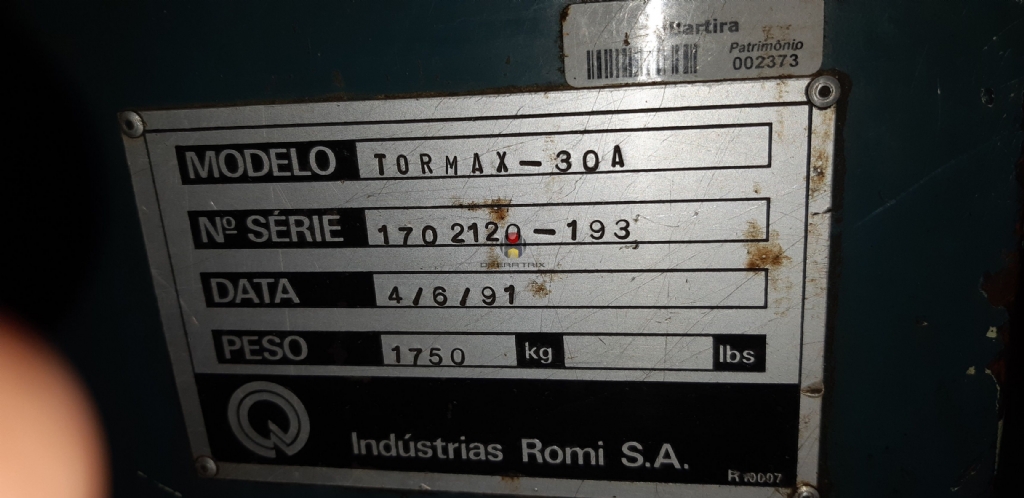 artira
Patrimônio
002373
MODELO TORMAX-30A
Nº SÉRIE 1702120-193
DATA 4/6/91
PESO 1750 kg lbs
Indústrias Romi S.A.